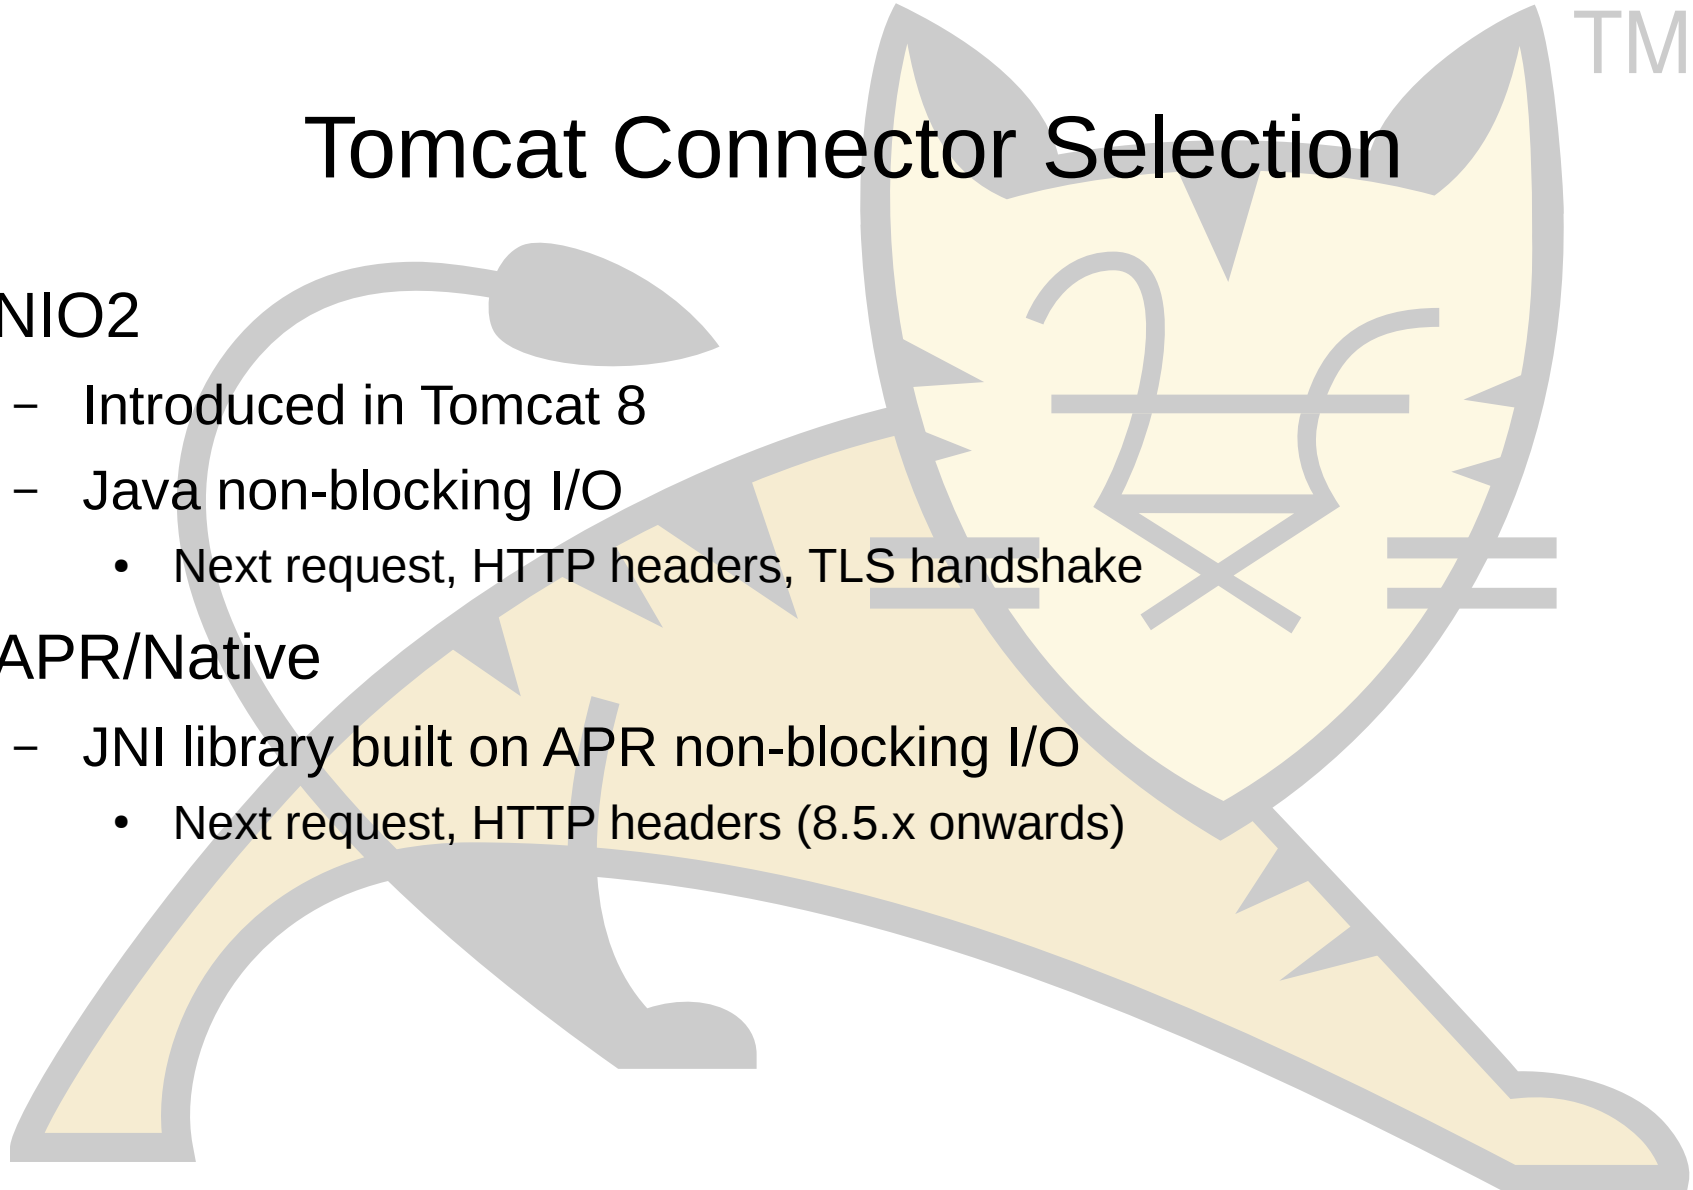 TM
Tomcat Connector Selection
NIO2
– Introduced in Tomcat 8
– Java non-blocking I/O
• Next request, HTTP headers, TLS handshake
APR/Native
– JNI library built on APR non-blocking I/O
• Next request, HTTP headers (8.5.x onwards)